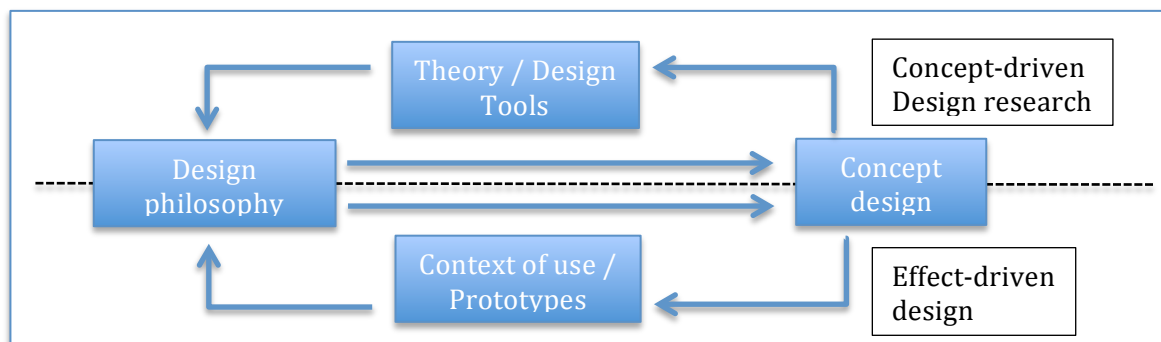 Theory / Design
Tools
Concept-driven
Design research
Design
philosophy
Concept
design
Context of use /
Prototypes
Effect-driven
design